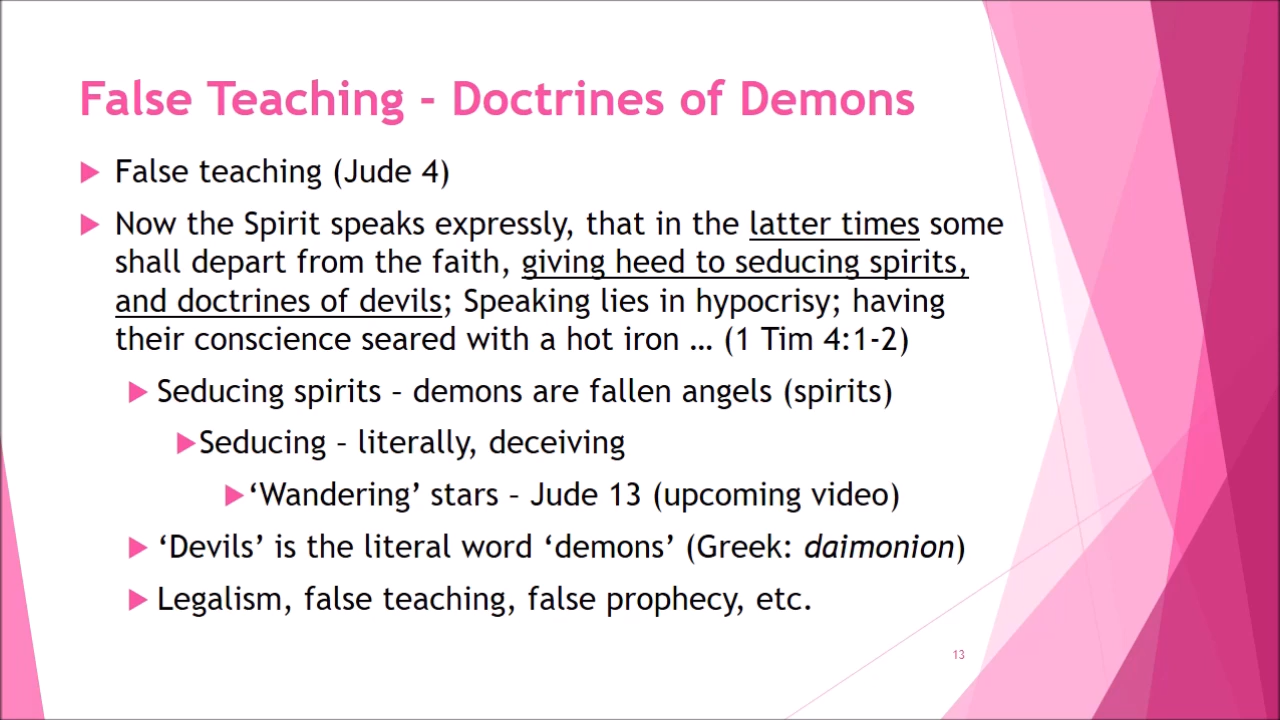 False Teaching - Doctrines of Demons
False teaching (Jude 4)
Now the Spirit speaks expressly, that in the latter times some
shall depart from the faith, giving heed to seducing spirits,
and doctrines of devils; Speaking lies in hypocrisy; having
their conscience seared with a hot iron … (1 Tim 4:1-2)
Seducing spirits – demons are fallen angels (spirits)
Seducing – literally, deceiving
‘Wandering’ stars – Jude 13 (upcoming video)
‘Devils’ is the literal word ‘demons’ (Greek: daimonion)
Legalism, false teaching, false prophecy, etc.
13